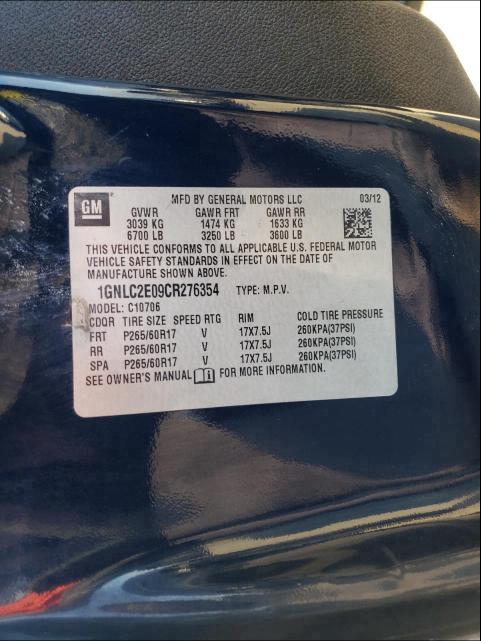 GM
MFD BY GENERAL MOTORS LLC 03/12
GVWR GAWR FRT GAWR RR
3039 KG 1474 KG 1633 KG
6700 LB 3250 LB 3600 LB
THIS VEHICLE CONFORMS TO ALL APPLICABLE U.S. FEDERAL MOTOR
VEHICLE SAFETY STANDARDS IN EFFECT ON THE DATE OF
MANUFACTURE SHOWN ABOVE.
1GNLC2E09CR276354 TYPE: M.P.V.
MODEL: C10706
CDQR TIRE SIZE SPEED RTG RIM COLD TIRE PRESSURE
FRT P265/60R17 V 17X7.5J 260KPA(37PSI)
RR P265/60R17 V 17X7.5J 260KPA(37PSI)
SPA P265/60R17 V 17X7.5J 260KPA(37PSI)
SEE OWNER'S MANUAL FOR MORE INFORMATION.